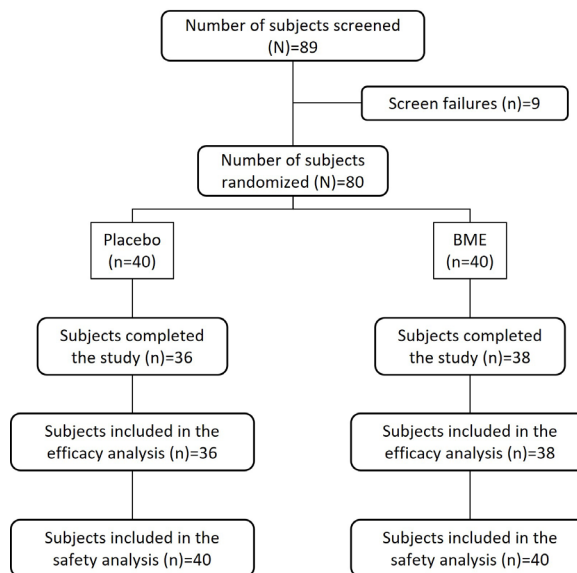 Number of subjects screened
(N)=89
Screen failures (n)=9
Number of subjects
randomized (N)=80
Placebo
(n=40)
BME
(n=40)
Subjects completed
the study (n)=36
Subjects completed
the study (n)=38
Subjects included in the
efficacy analysis (n)=36
Subjects included in the
efficacy analysis (n)=38
Subjects included in the
safety analysis (n)=40
Subjects included in the
safety analysis (n)=40